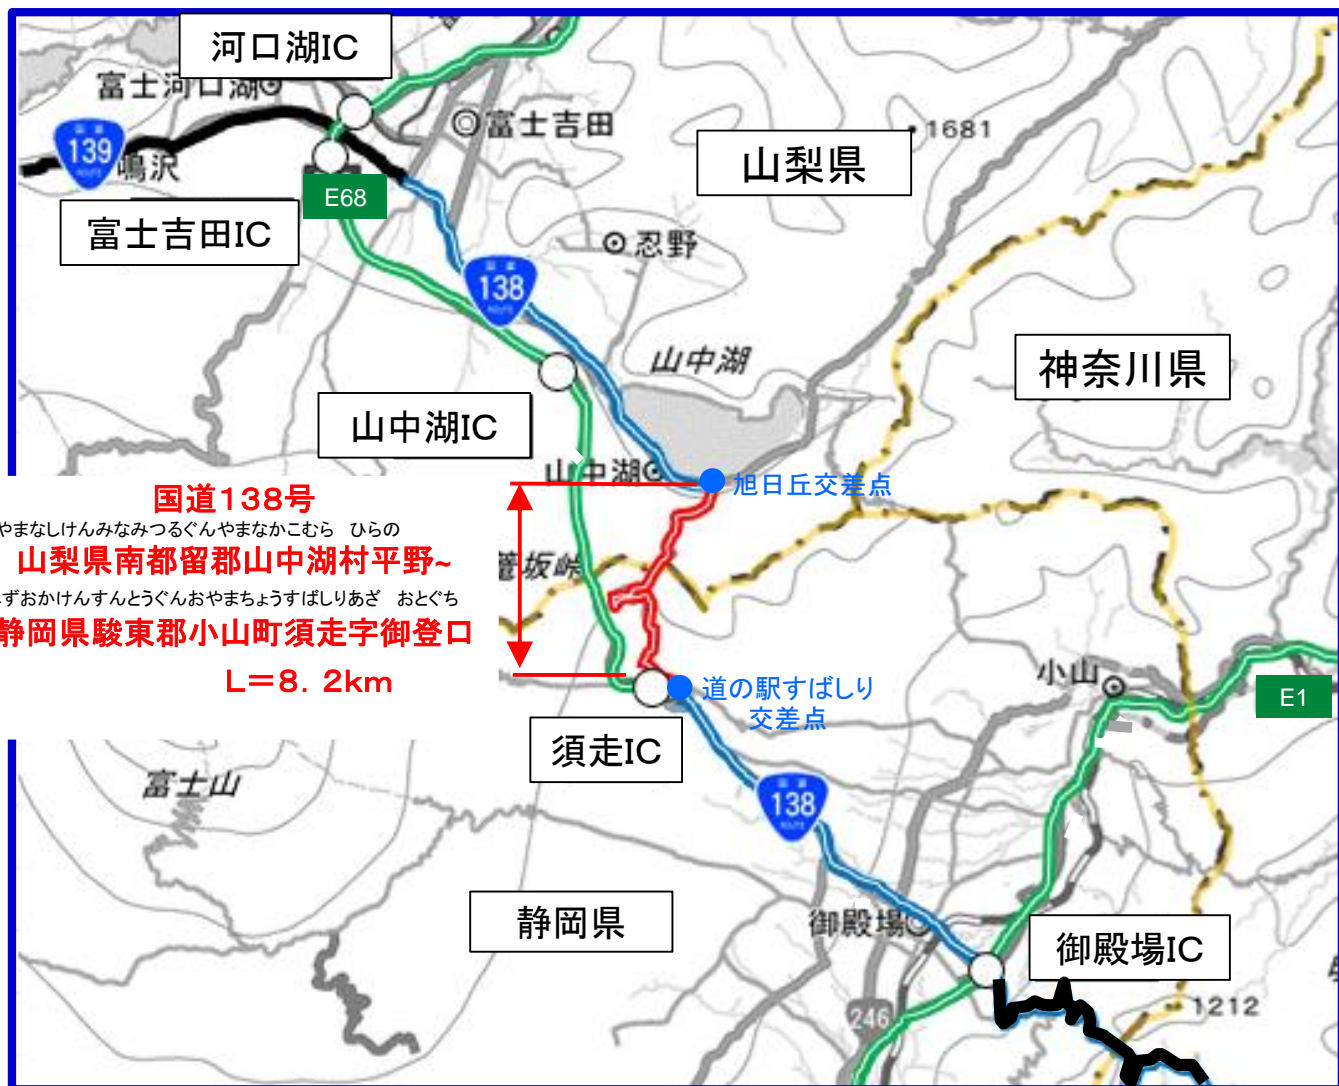 河口湖IC
富士河口湖
富士吉田
1681
国道
139
ROUTE
鳴沢
山梨県
E68
富士吉田IC
忍野
国道
138
ROUTE
山中湖
神奈川県
山中湖IC
山中湖
旭日丘交差点
国道138号
やまなしけんみなみつるぐんやまなかこむら ひらの
山梨県南都留郡山中湖村平野~
籠坂峠
ずおかけんすんとうぐんおやまちょうすばしりあざ おとぐち
静岡県駿東郡小山町須走字御登口
L=8. 2km
小山
道の駅すばしり
交差点
E1
須走IC
富士山
国道
138
ROUTE
静岡県
御殿場
御殿場IC
246
1212